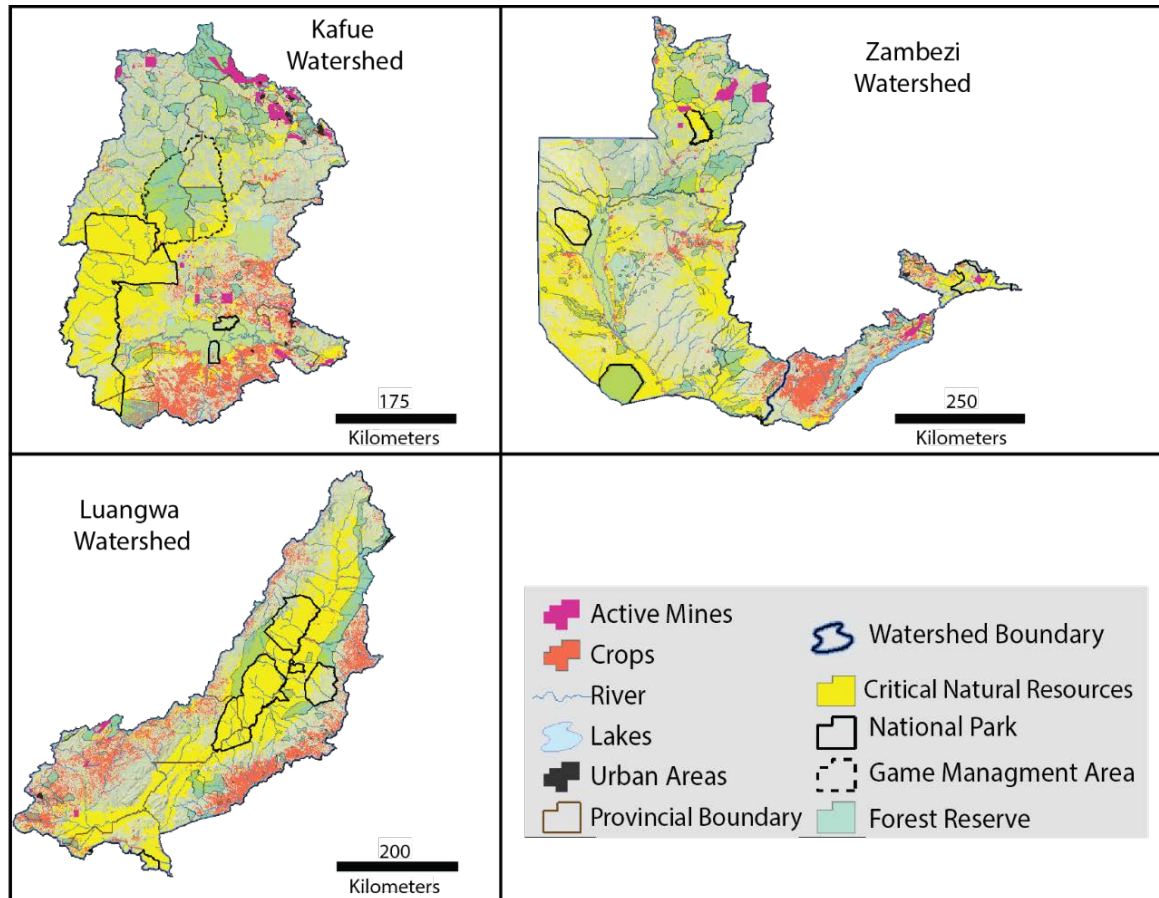 Kafue
Watershed
175
Kilometers
Zambezi
Watershed
250
Kilometers
Luangwa
Watershed
200
Kilometers
Active Mines
Crops
River
Lakes
Urban Areas
Provincial Boundary
Watershed Boundary
Critical Natural Resources
National Park
Game Managment Area
Forest Reserve